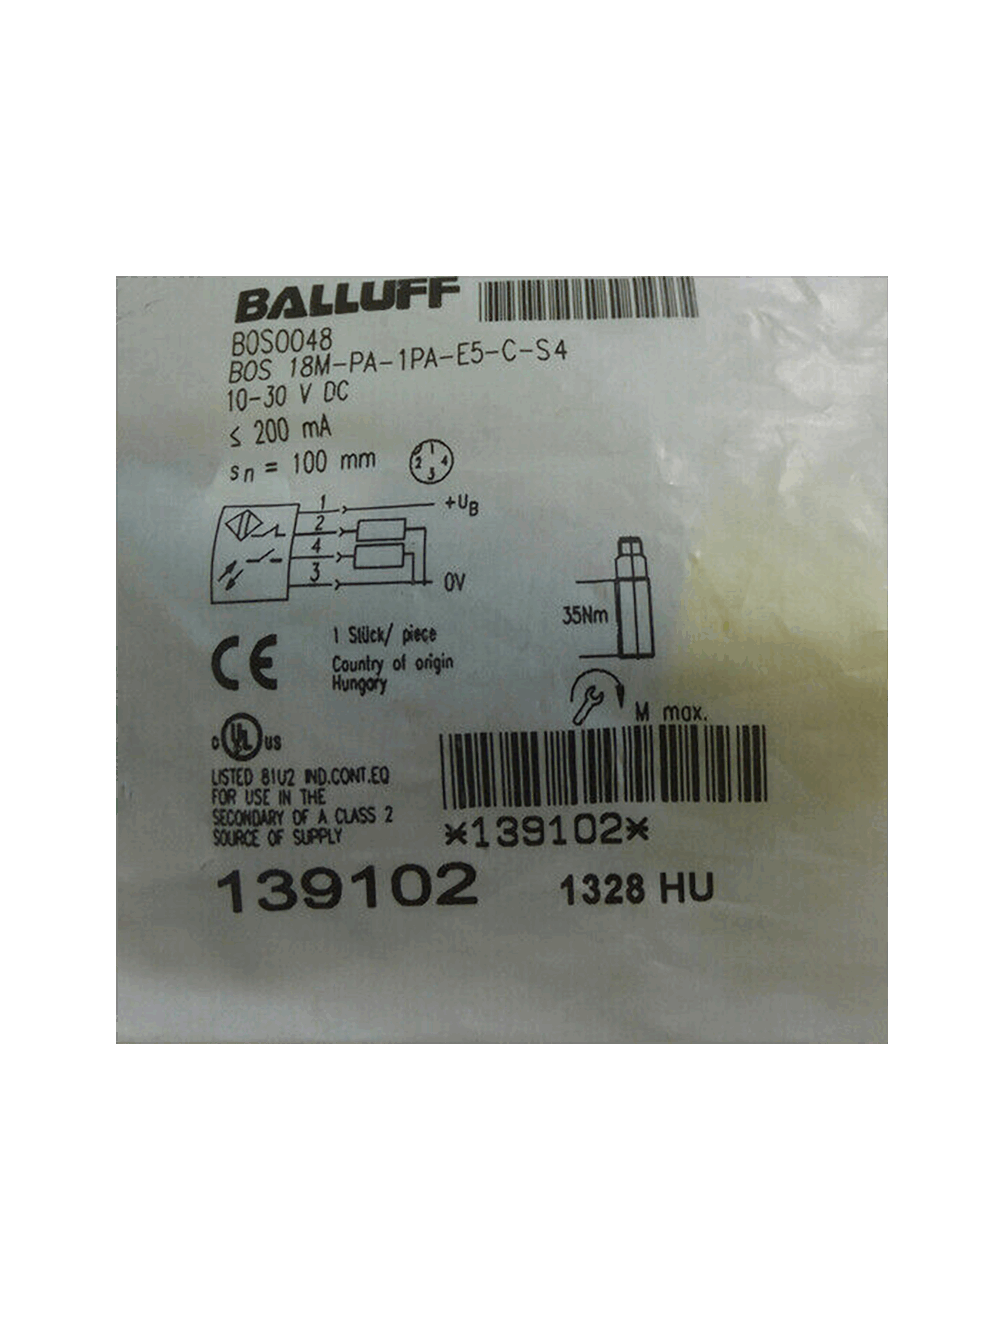 BALLUFF
BOS0048
BOS 18M-PA-1PA-E5-C-S4
10-30 V DC
≤ 200 mA
sn = 100 mm
1
2 4
3
1 +UB
2
4
3 0V
35Nm
1 Stück/ piece
Country of origin
Hungary
M max.
CE
c UL us
LISTED 81U2 IND.CONT.EQ
FOR USE IN THE
SECONDARY OF A CLASS 2
SOURCE OF SUPPLY
*139102*
139102 1328 HU